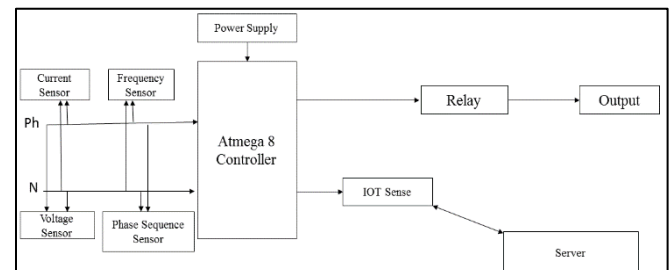 Power Supply
Current
Sensor
Frequency
Sensor
Ph
Atmega 8
Controller
Relay
Output
N
IOT Sense
Voltage
Sensor
Phase Sequence
Sensor
Server